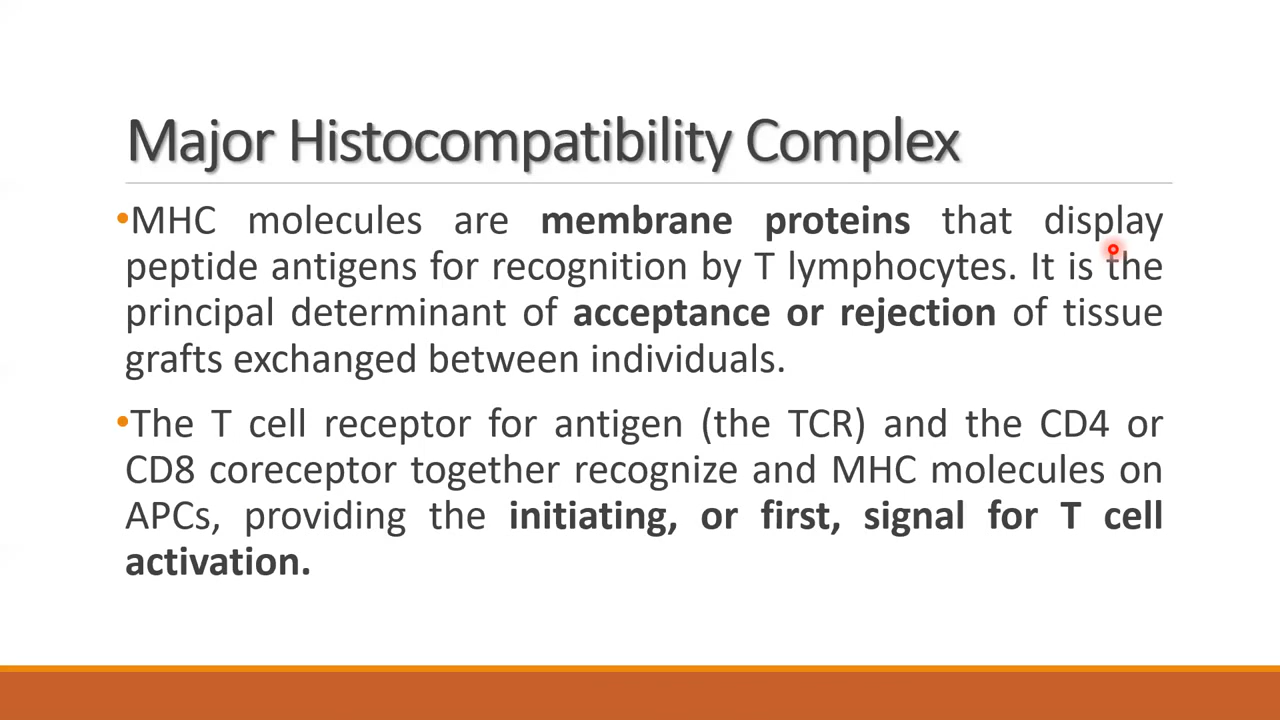 Major Histocompatibility Complex
•MHC molecules are membrane proteins that display
peptide antigens for recognition by T lymphocytes. It is the
principal determinant of acceptance or rejection of tissue
grafts exchanged between individuals.
•The T cell receptor for antigen (the TCR) and the CD4 or
CD8 coreceptor together recognize and MHC molecules on
APCs, providing the initiating, or first, signal for T cell
activation.